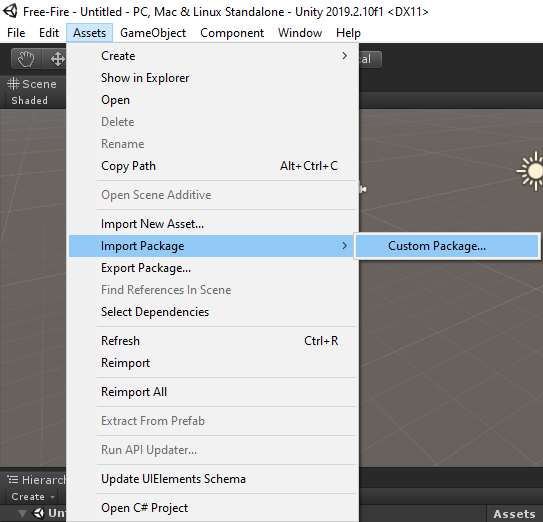 Free-Fire - Untitled - PC, Mac & Linux Standalone - Unity 2019.2.10f1 <DX11>
File Edit Assets GameObject Component Window Help
Create
Scene
Shaded
Show in Explorer
Open
Delete
Rename
Copy Path Alt+Ctrl+C
Open Scene Additive
Import New Asset...
Import Package Custom Package...
Export Package...
Find References In Scene
Select Dependencies
Refresh Ctrl+R
Reimport
Reimport All
Extract From Prefab
Run API Updater...
Update UIElements Schema
Hierarch
Create
Open C# Project
Assets